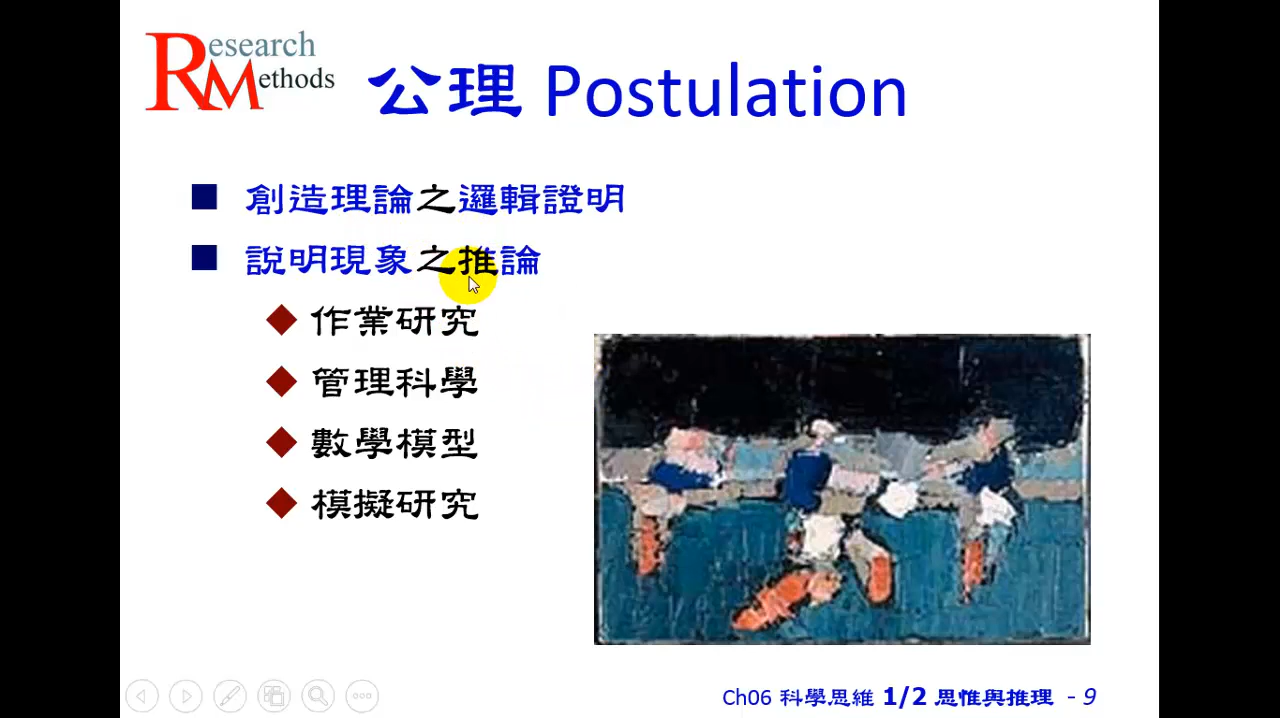 Research
Methods
公理 Postulation
創造理論之邏輯證明
說明現象之推論
作業研究
管理科學
數學模型
模擬研究
Ch06 科學思維 1/2 思惟與推理 - 9